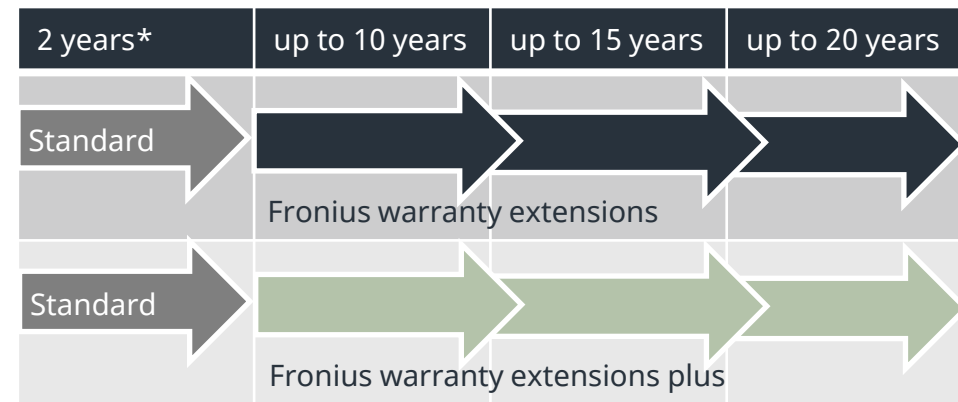 2 years*
up to 10 years
up to 15 years
up to 20 years
Standard
Fronius warranty extensions
Standard
Fronius warranty extensions plus